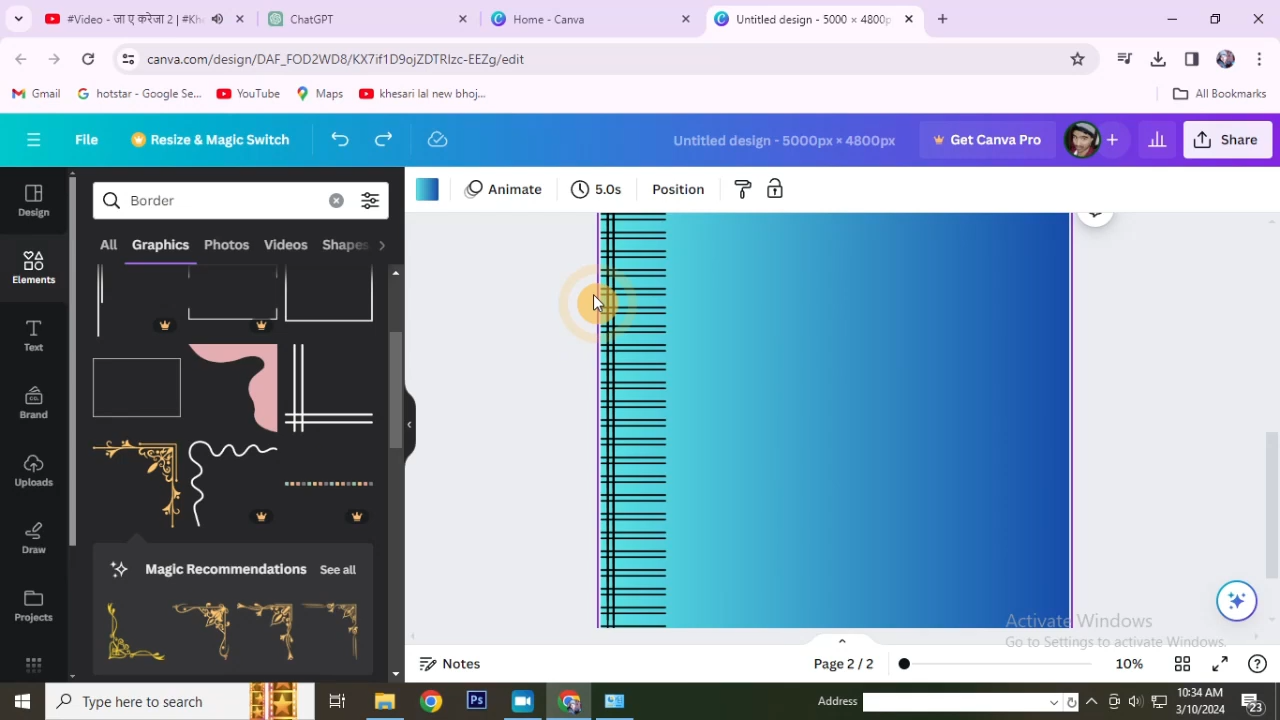 #Video - जा ए करेजा 2 | #Kh
ChatGPT
Home - Canva
Untitled design - 5000 × 4800p
canva.com/design/DAF_FOD2WD8/KX7if1D9ojZDTRIzc-EEZg/edit
Gmail
hotstar - Google Se...
YouTube
Maps
khesari lal new bhoj...
All Bookmarks
File
Resize & Magic Switch
Untitled design - 5000px × 4800px
Get Canva Pro
Share
Design
Elements
Text
Brand
Uploads
Draw
Projects
Border
All
Graphics
Photos
Videos
Shapes
Animate
5.0s
Position
Magic Recommendations
See all
Activate Windows
Go to Settings to activate Windows.
Notes
Page 2 / 2
10%
Type here to search
Address
10:34 AM
3/10/2024
23